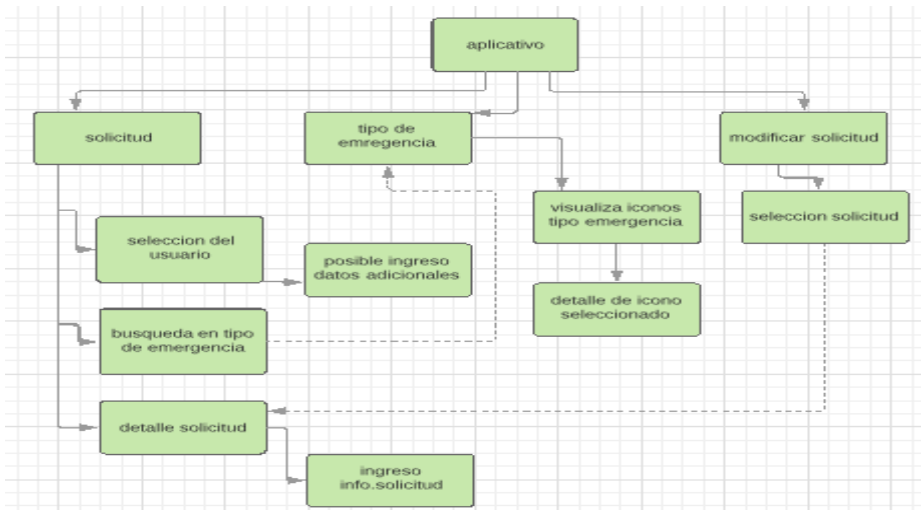 aplicativo
solicitud
tipo de
emregencia
modificar solicitud
visualiza iconos
tipo emergencia
seleccion solicitud
seleccion del
usuario
posible ingreso
datos adicionales
detalle de icono
seleccionado
busqueda en tipo
de emergencia
detalle solicitud
ingreso
info.solicitud